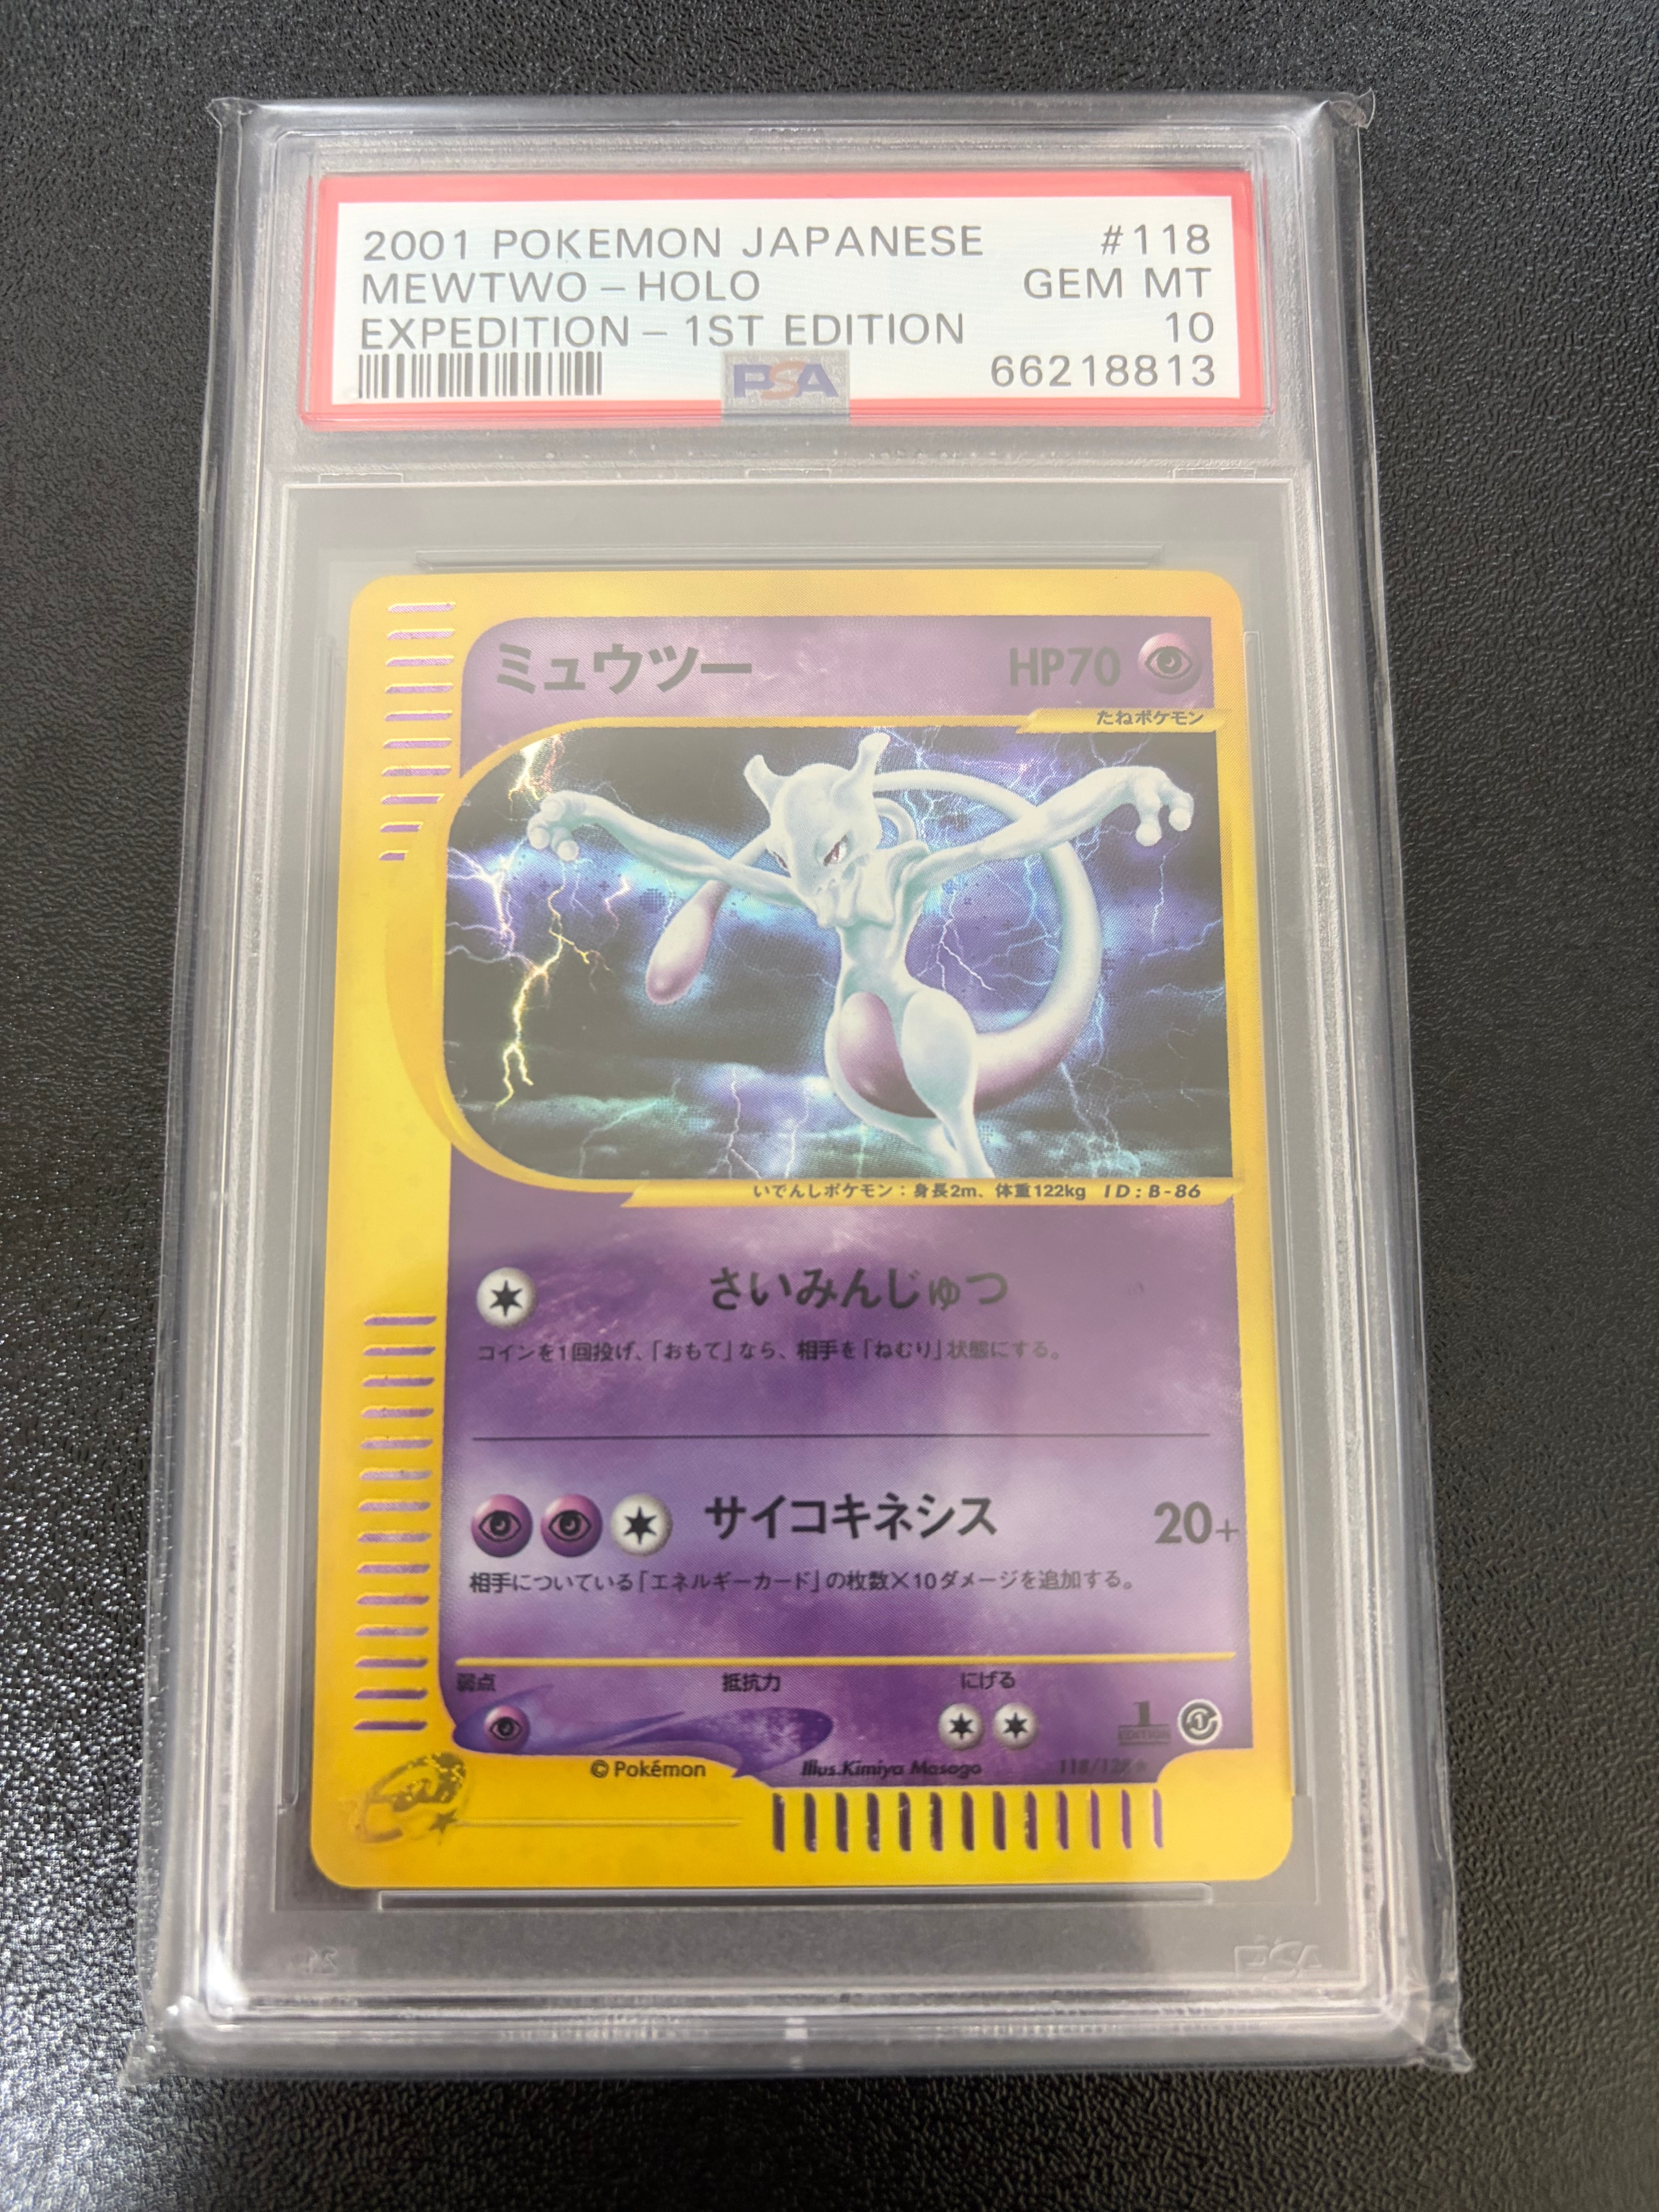 2001 POKEMON JAPANESE #118
MEWTWO - HOLO GEM MT
EXPEDITION - 1ST EDITION 10
PSA 66218813
ミュウツー HP70
たねポケモン
いでんしポケモン：身長2m、体重122kg ID：B-86
さいみんじゅつ
コインを1回投げ、「おもて」なら、相手を「ねむり」状態にする。
サイコキネシス 20+
相手についている「エネルギーカード」の枚数×10ダメージを追加する。
弱点 抵抗力 にげる
1 EDITION 1
©Pokémon Illus.Kimiya Masago 118/128★
PSA